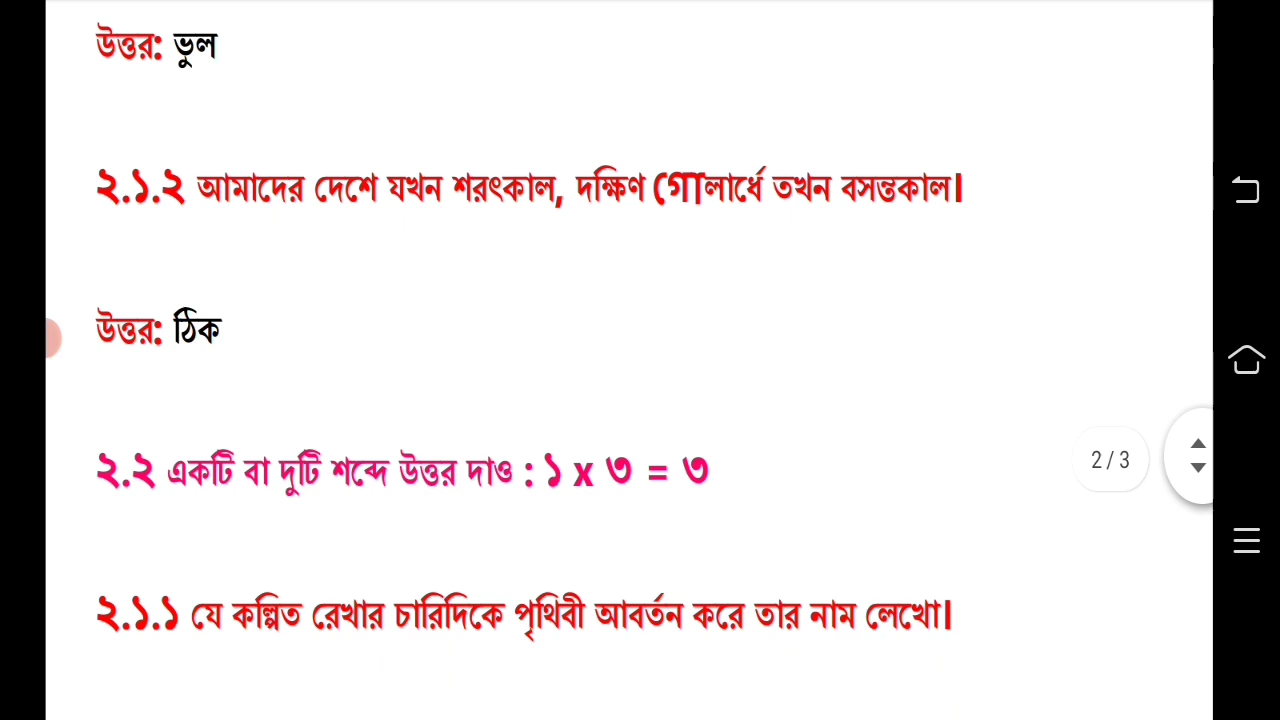 উত্তর: ভুল
২.১.২ আমাদের দেশে যখন শরৎকাল, দক্ষিণ গোলার্ধে তখন বসন্তকাল।
উত্তর: ঠিক
২.২ একটি বা দুটি শব্দে উত্তর দাও : ১ x ৩ = ৩
2 / 3
২.১.১ যে কল্পিত রেখার চারিদিকে পৃথিবী আবর্তন করে তার নাম লেখো।